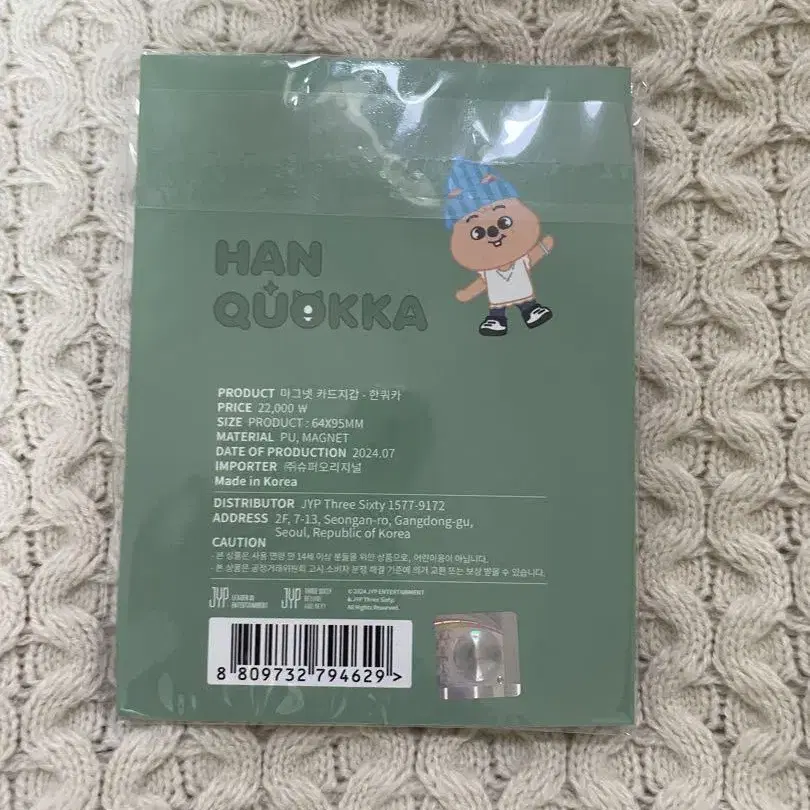 HAN
QUOKKA
PRODUCT 마그넷 카드지갑 - 한쿼카
PRICE 22,000 ₩
SIZE PRODUCT : 64X95MM
MATERIAL PU, MAGNET
DATE OF PRODUCTION 2024.07
IMPORTER ㈜슈퍼오리지널
Made in Korea
DISTRIBUTOR JYP Three Sixty 1577-9172
ADDRESS 2F, 7-13, Seongan-ro, Gangdong-gu,
Seoul, Republic of Korea
CAUTION
- 본 상품은 사용 연령 만 14세 이상 분들을 위한 상품으로, 어린이용이 아닙니다.
- 본 상품은 공정거래위원회 고시 소비자 분쟁 해결 기준에 의거 교환 또는 보상 받을 수 있습니다.
JYP LEADER IN
ENTERTAINMENT
JYP THREE SIXTY
©2024 JYP ENTERTAINMENT
& JYP Three Sixty.
All Rights Reserved.
8 809732 794629 >